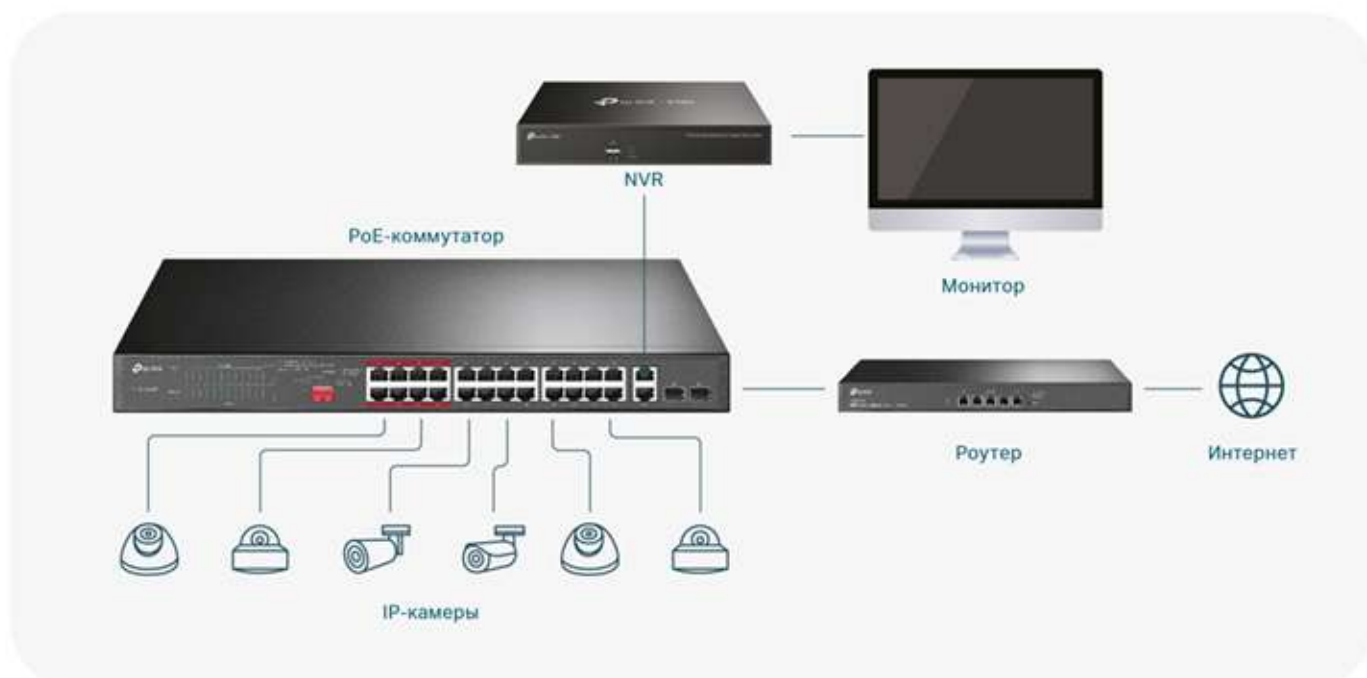 NVR
PoE-коммутатор
Монитор
Роутер
Интернет
IP-камеры